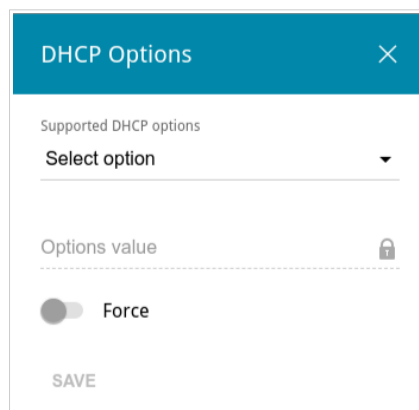 DHCP Options
Supported DHCP options
Select option
Options value
Force
SAVE